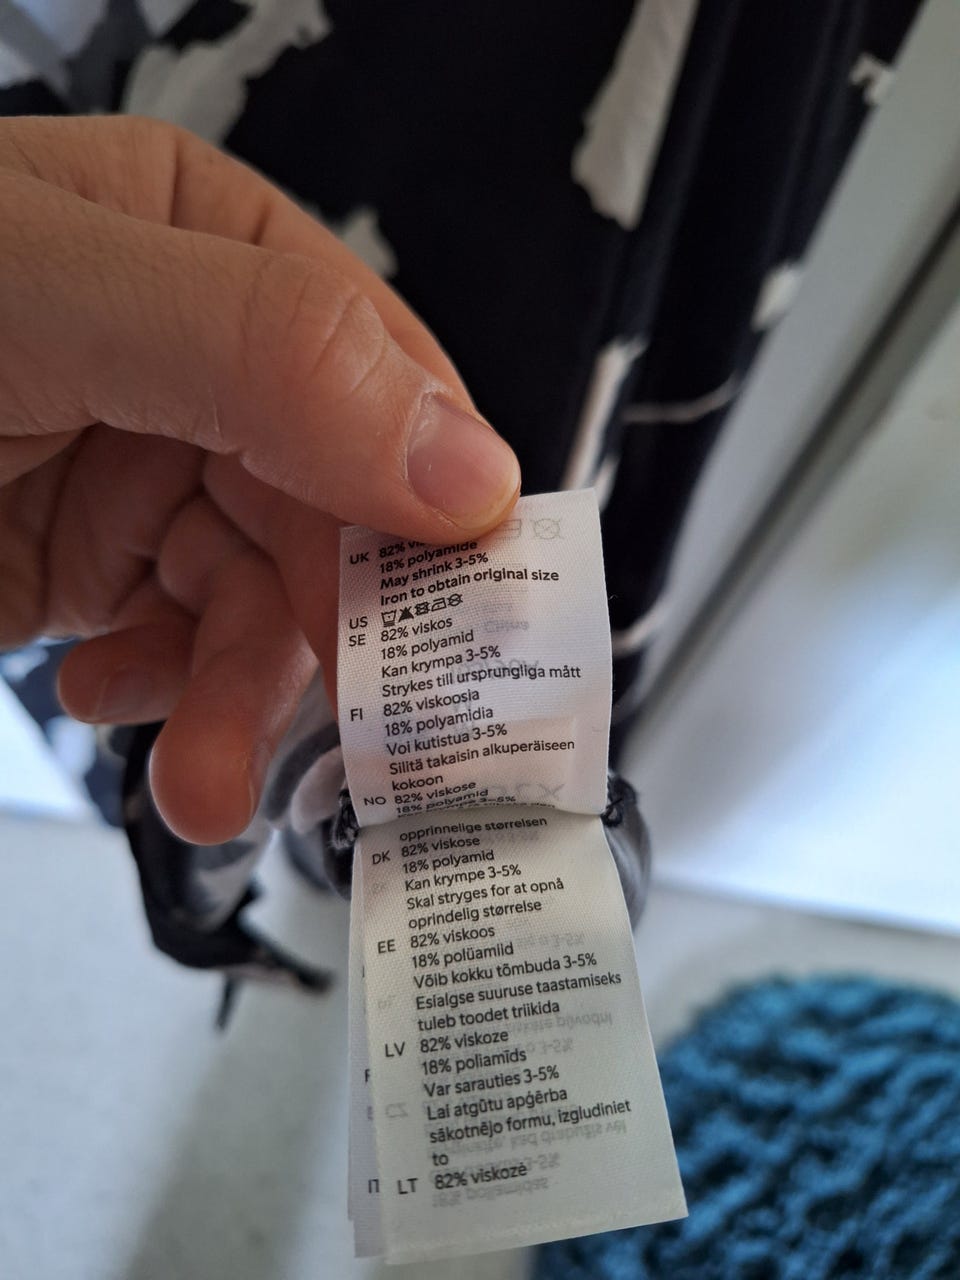 UK 82%
18% polyamide
May shrink 3-5%
Iron to obtain original size
US
SE 82% viskos
18% polyamid
Kan krympa 3-5%
Strykes till ursprungliga mått
FI 82% viskoosia
18% polyamidia
Voi kutistua 3-5%
Silitä takaisin alkuperäiseen
kokoon
NO 82% viskose
18% polyamid
opprinnelige størrelsen
DK 82% viskose
18% polyamid
Kan krympe 3-5%
Skal stryges for at opnå
oprindelig størrelse
EE 82% viskoos
18% polüamiid
Võib kokku tõmbuda 3-5%
Esialgse suuruse taastamiseks
tuleb toodet triikida
LV 82% viskoze
18% poliamīds
Var sarauties 3-5%
Lai atgūtu apģērba
sākotnējo formu, izgludiniet
to
LT 82% viskozė
IT